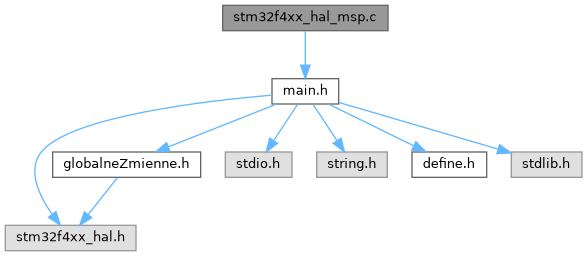 stm32f4xx_hal_msp.c
main.h
globalneZmienne.h
stdio.h
string.h
define.h
stdlib.h
stm32f4xx_hal.h